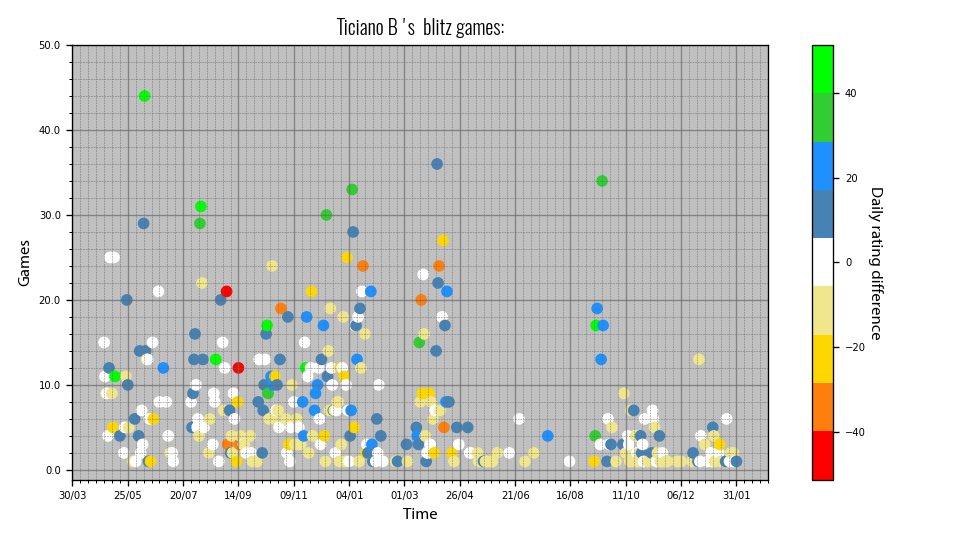 Ticiano B ' s blitz games:
50.0
40.0
30.0
20.0
10.0
0.0
Games
30/03 25/05 20/07 14/09 09/11 04/01 01/03 26/04 21/06 16/08 11/10 06/12 31/01
Time
40
20
0
−20
−40
Daily rating difference